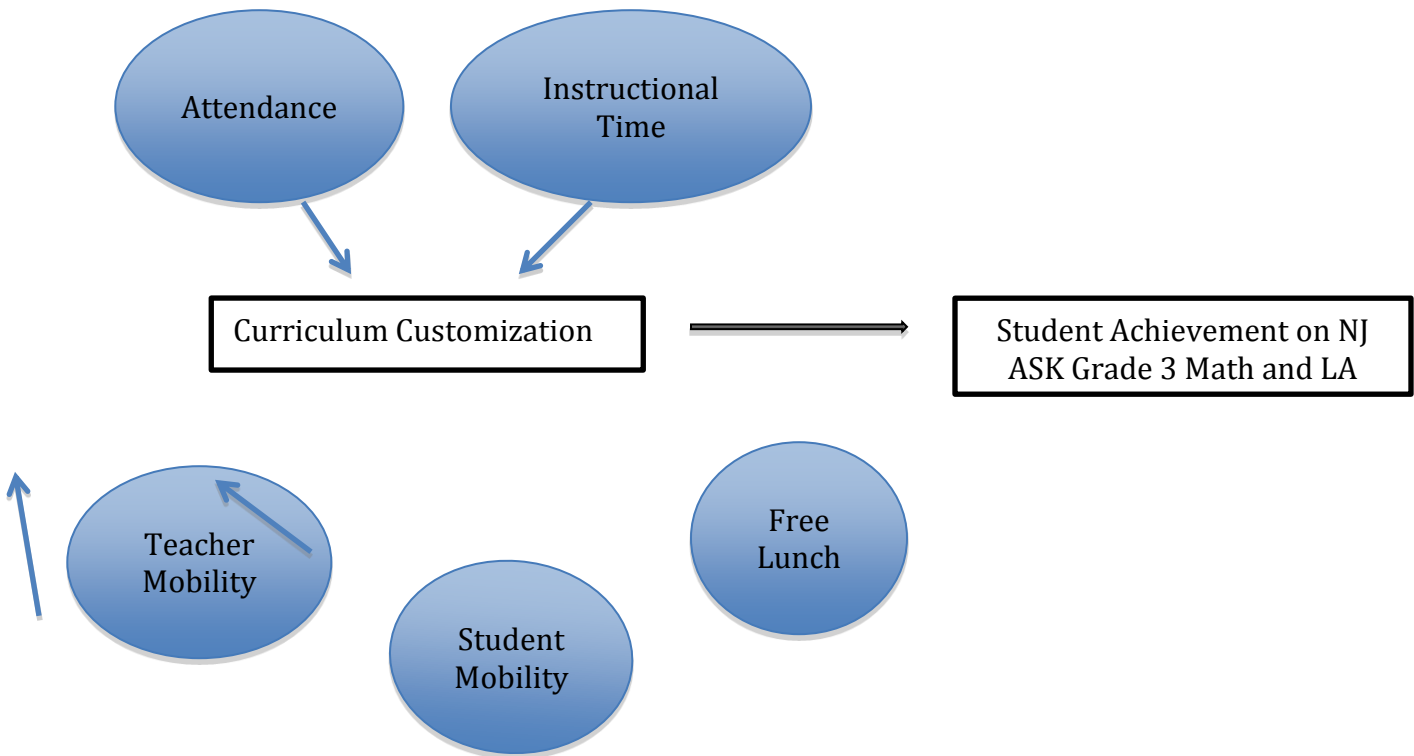 Attendance
Instructional
Time
Curriculum Customization
Student Achievement on NJ
ASK Grade 3 Math and LA
Teacher
Mobility
Free
Lunch
Student
Mobility